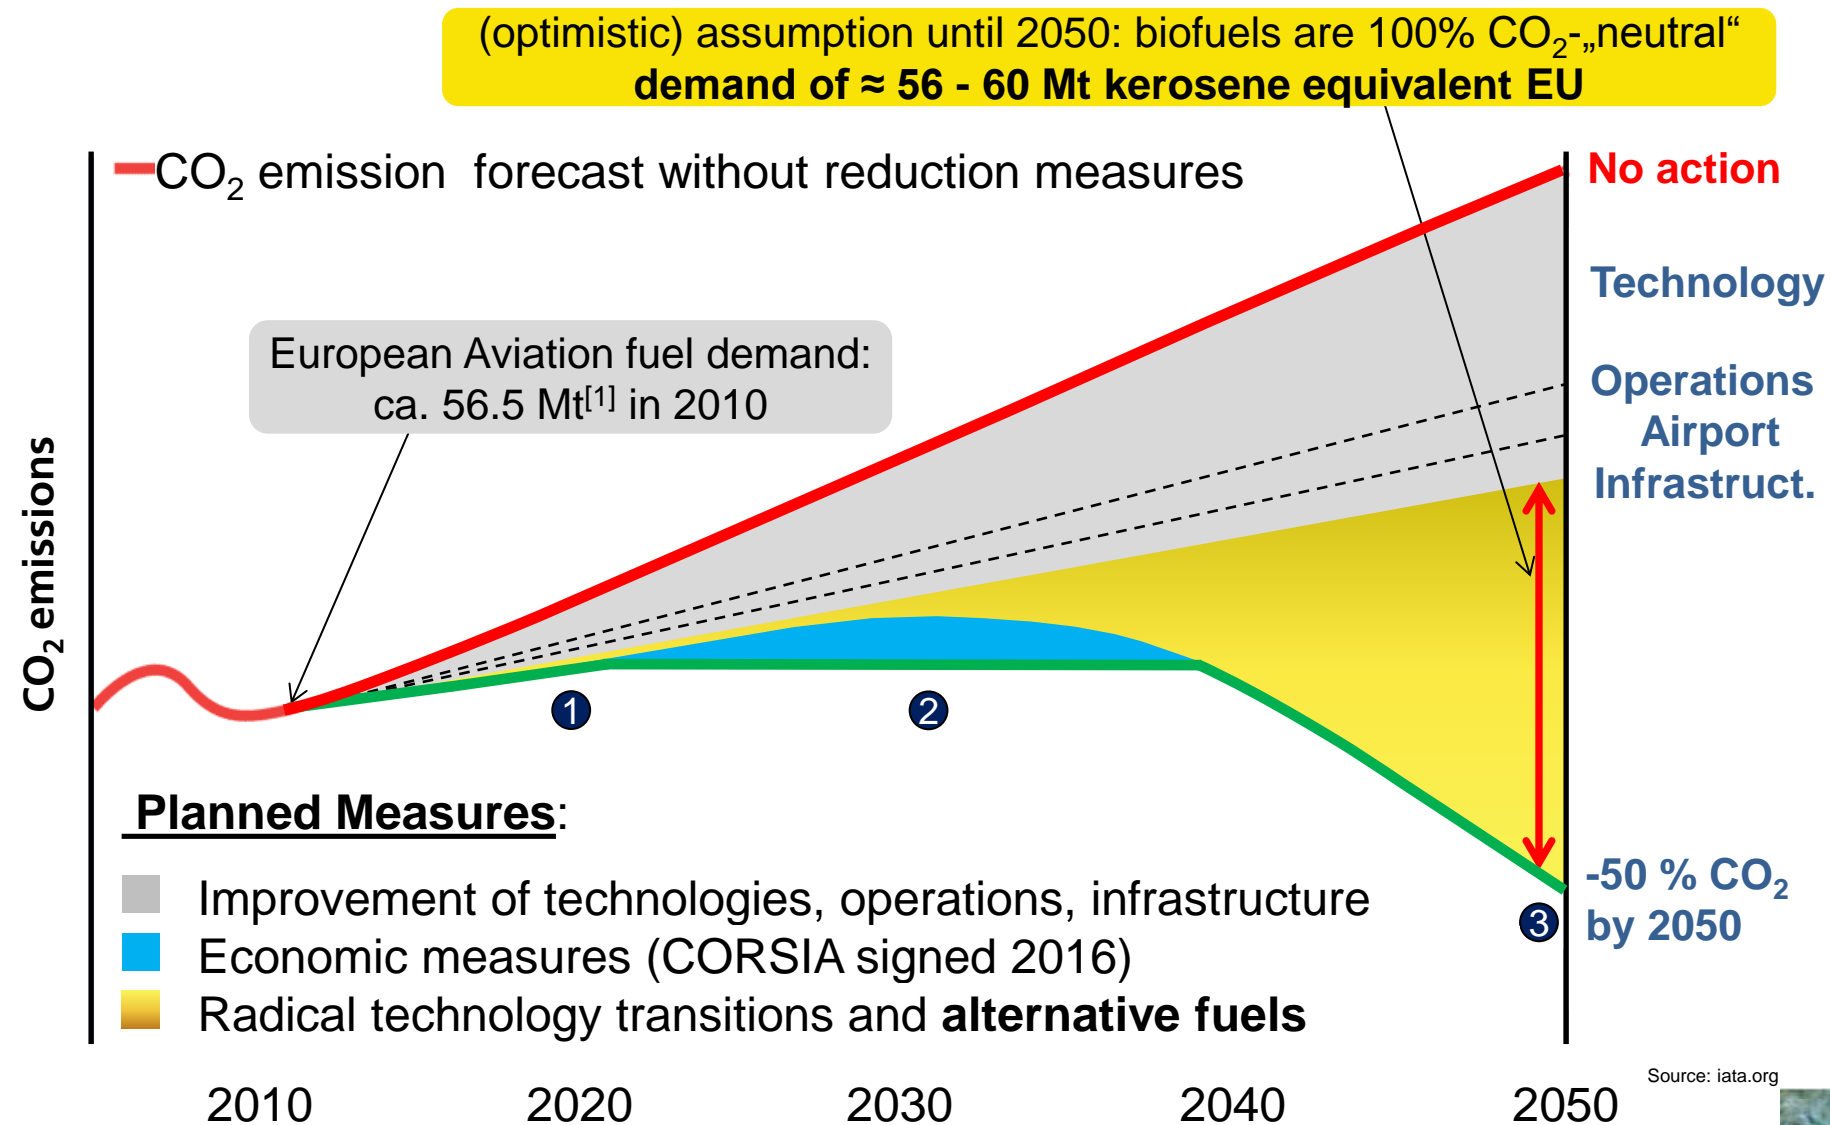 (optimistic) assumption until 2050: biofuels are 100% CO₂-„neutral“
demand of ≈ 56 - 60 Mt kerosene equivalent EU
CO₂ emission forecast without reduction measures
No action
Technology
European Aviation fuel demand:
ca. 56.5 Mt[1] in 2010
Operations
Airport
Infrastruct.
CO₂ emissions
1
2
Planned Measures:
Improvement of technologies, operations, infrastructure
Economic measures (CORSIA signed 2016)
Radical technology transitions and alternative fuels
-50 % CO₂
by 2050
3
Source: iata.org
2010 2020 2030 2040 2050